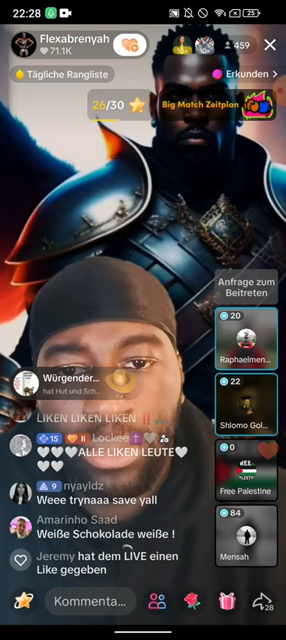 22:28
25
Flexabrenyah
71.1K
459
Tägliche Rangliste
Erkunden >
26/30
Big Match Zeitplan
Anfrage zum
Beitreten
20
Raphaelmen...
22
Shlomo Gol...
0
Free Palestine
84
Mensah
Würgender...
hat Hut und Sch...
LIKEN LIKEN LIKEN ‼️
15 II Lockee✝️🩶
🤍🤍🤍ALLE LIKEN LEUTE🤍
🤍🤍
9 nyastayyy
Weee trynaaa save yall
Amarinho Saad
Weiße Schokolade weiße !
Jeremy hat dem LIVE einen
Like gegeben
Kommenta...
28